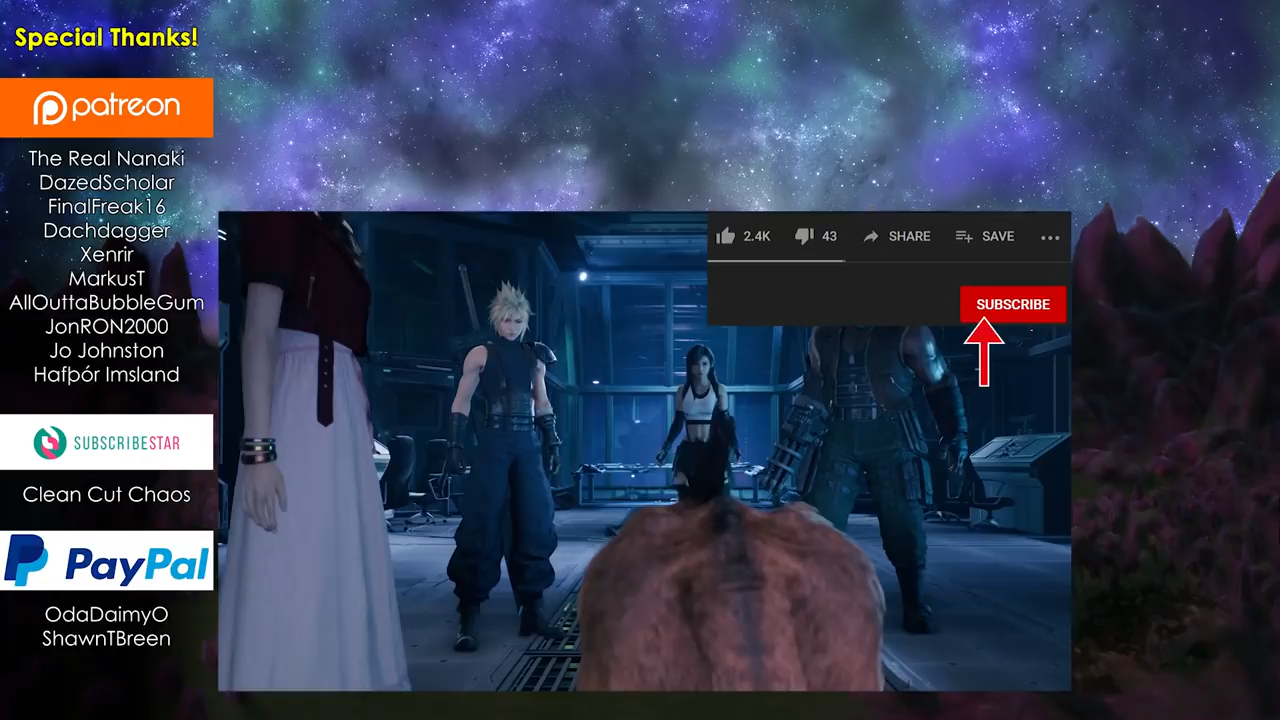 Special Thanks!
patreon
The Real Nanaki
DazedScholar
FinalFreak16
Dachdagger
Xenrir
MarkusT
AllOuttaBubbleGum
JonRON2000
Jo Johnston
Hafþór Imsland
SUBSCRIBESTAR
Clean Cut Chaos
PayPal
OdaDaimyO
ShawnTBreen
2.4K 43 SHARE SAVE
SUBSCRIBE